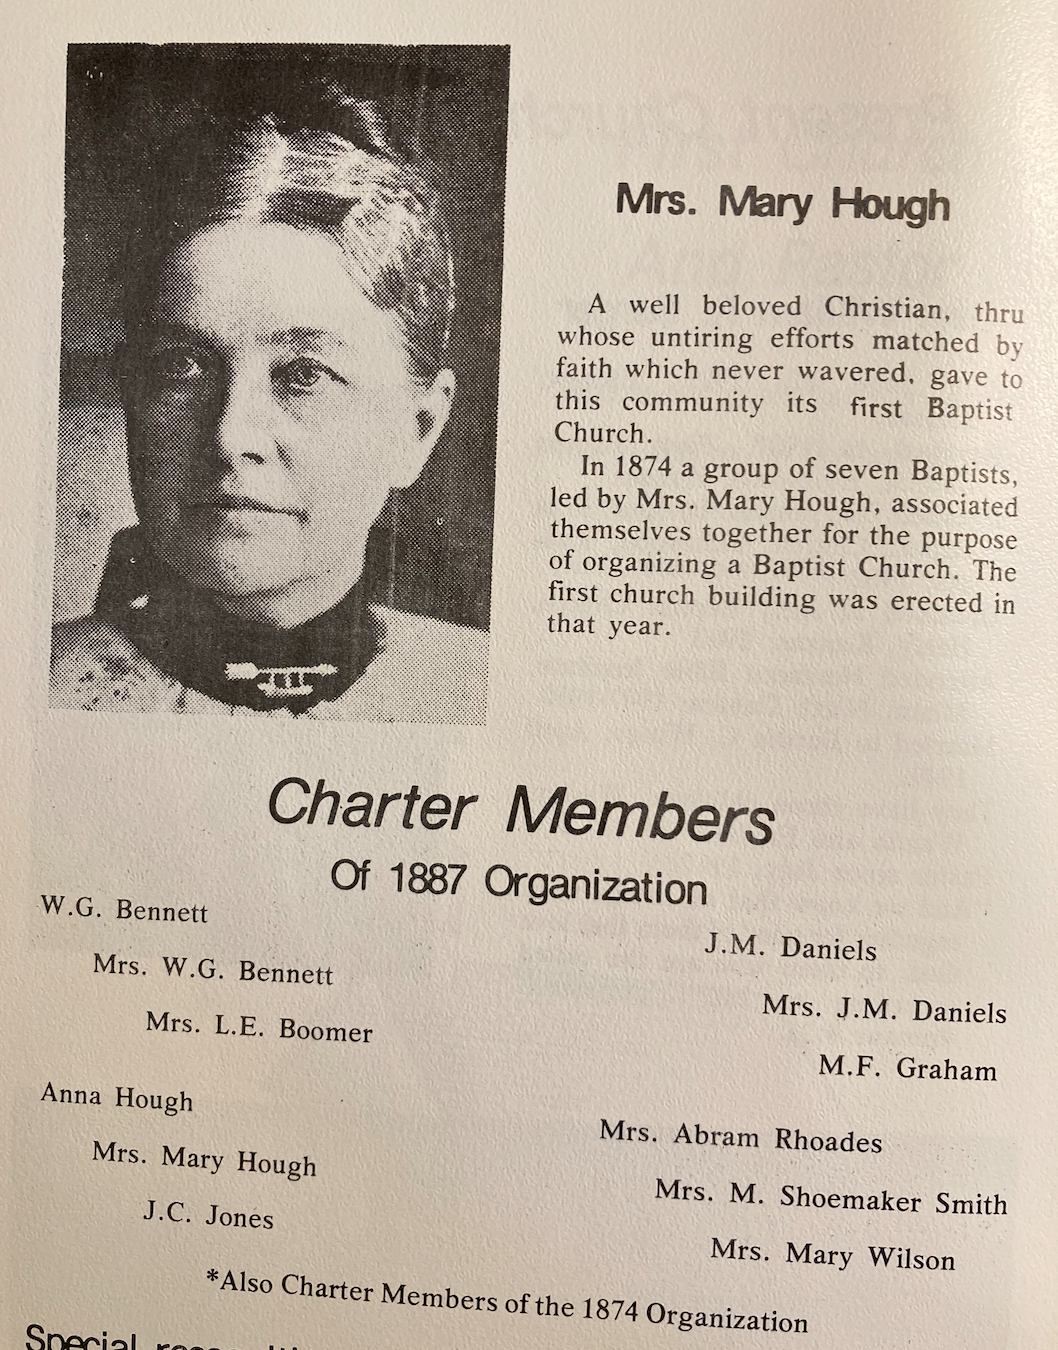 Mrs. Mary Hough
A well beloved Christian, thru
whose untiring efforts matched by
faith which never wavered, gave to
this community its first Baptist
Church.
In 1874 a group of seven Baptists,
led by Mrs. Mary Hough, associated
themselves together for the purpose
of organizing a Baptist Church. The
first church building was erected in
that year.
Charter Members
Of 1887 Organization
W.G. Bennett
Mrs. W.G. Bennett
Mrs. L.E. Boomer
Anna Hough
Mrs. Mary Hough
J.C. Jones
J.M. Daniels
Mrs. J.M. Daniels
M.F. Graham
Mrs. Abram Rhoades
Mrs. M. Shoemaker Smith
Mrs. Mary Wilson
*Also Charter Members of the 1874 Organization
Special